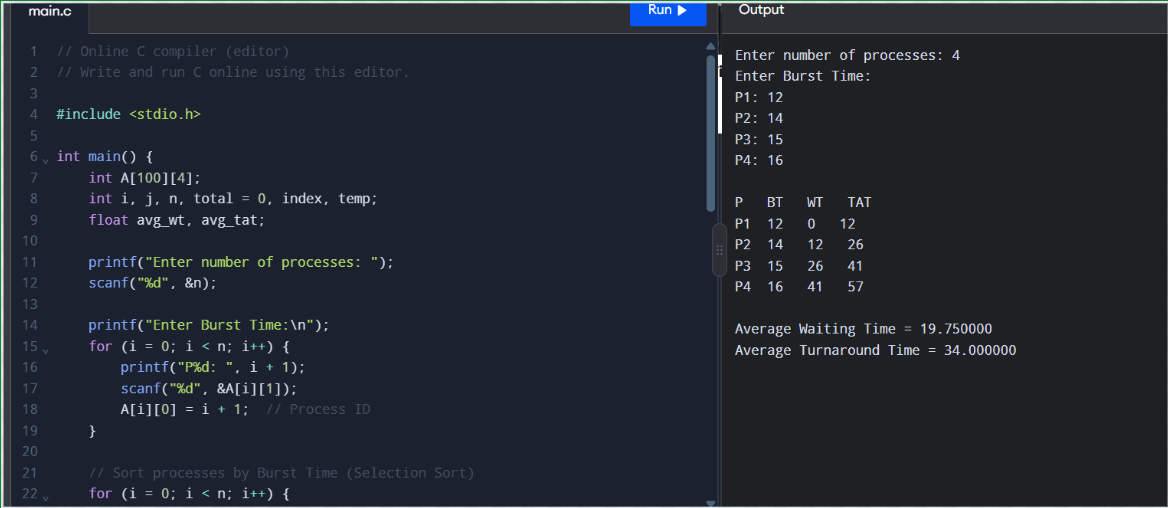 main.c
Run
1 // Online C compiler (editor)
2 // Write and run C online using this editor.
3
4 #include <stdio.h>
5
6 int main() {
7     int A[100][4];
8     int i, j, n, total = 0, index, temp;
9     float avg_wt, avg_tat;
10
11     printf("Enter number of processes: ");
12     scanf("%d", &n);
13
14     printf("Enter Burst Time:\n");
15     for (i = 0; i < n; i++) {
16         printf("P%d: ", i + 1);
17         scanf("%d", &A[i][1]);
18         A[i][0] = i + 1;  // Process ID
19     }
20
21     // Sort processes by Burst Time (Selection Sort)
22     for (i = 0; i < n; i++) {
Output
Enter number of processes: 4
Enter Burst Time:
P1: 12
P2: 14
P3: 15
P4: 16
P   BT   WT   TAT
P1  12   0   12
P2  14   12   26
P3  15   26   41
P4  16   41   57
Average Waiting Time = 19.750000
Average Turnaround Time = 34.000000